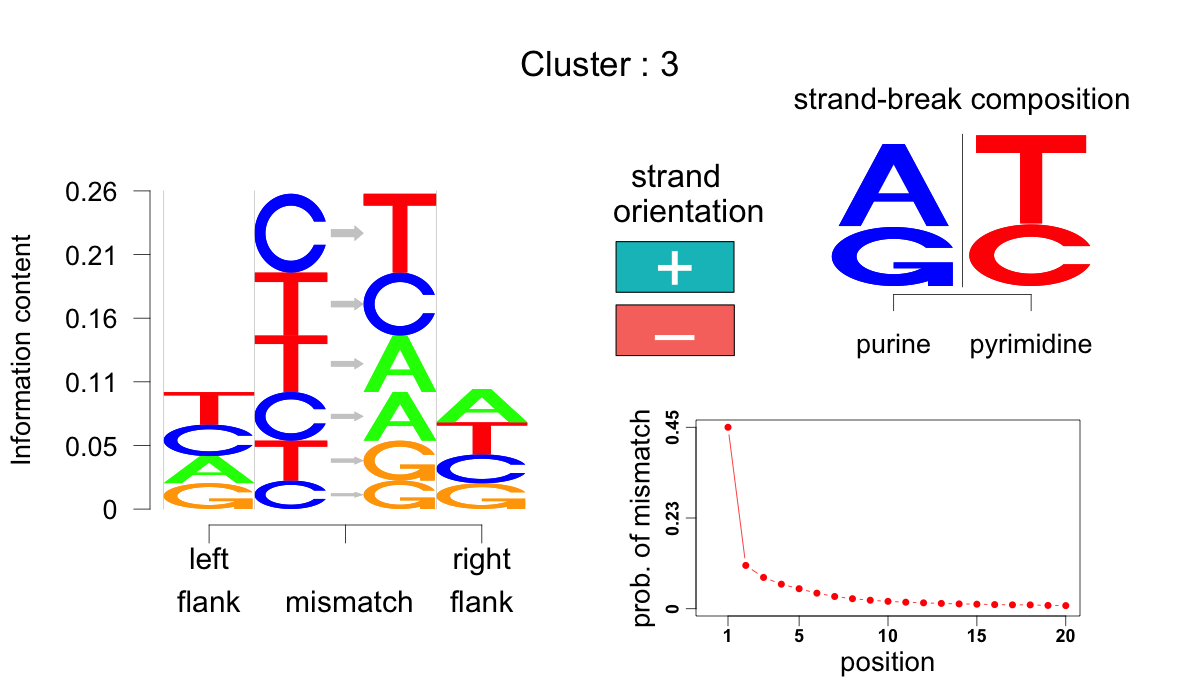 Cluster : 3
strand-break composition
A T
G C
purine pyrimidine
strand
orientation
+
−
Information content
0.26
0.21
0.16
0.11
0.05
0
C T
T C
T A
C A
T G
C G
T
C
A
G
A
T
C
G
left
flank
mismatch
right
flank
prob. of mismatch
0.45
0.23
0
1 5 10 15 20
position